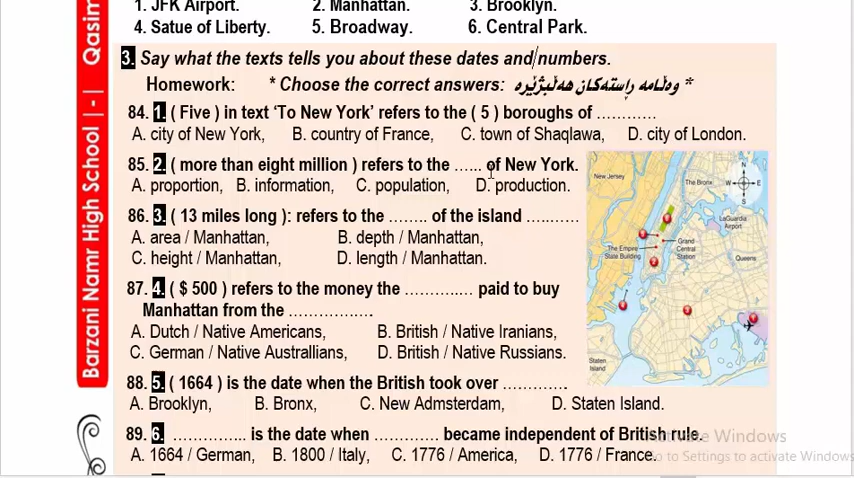 1. JFK Airport. 2. Manhattan. 3. Brooklyn.
4. Satue of Liberty. 5. Broadway. 6. Central Park.
3. Say what the texts tells you about these dates and/numbers.
Homework: * Choose the correct answers: وەڵامە ڕاستەکان هەڵبژێرە *
84. 1. ( Five ) in text ‘To New York’ refers to the ( 5 ) boroughs of …………
A. city of New York, B. country of France, C. town of Shaqlawa, D. city of London.
85. 2. ( more than eight million ) refers to the …... of New York.
A. proportion, B. information, C. population, D. production.
86. 3. ( 13 miles long ): refers to the …….. of the island …...……
A. area / Manhattan, B. depth / Manhattan,
C. height / Manhattan, D. length / Manhattan.
87. 4. ( $ 500 ) refers to the money the ………..… paid to buy
Manhattan from the …………….
A. Dutch / Native Americans, B. British / Native Iranians,
C. German / Native Australlians, D. British / Native Russians.
88. 5. ( 1664 ) is the date when the British took over ………….
A. Brooklyn, B. Bronx, C. New Admsterdam, D. Staten Island.
89. 6. ………….. is the date when ………… became independent of British rule.
A. 1664 / German, B. 1800 / Italy, C. 1776 / America, D. 1776 / France.
Barzani Namr High School | - | Qasim
New Jersey
The Bronx
N
W E
S
LaGuardia
Airport
The Empire
State Building
Grand
Central
Station
Queens
Staten
Island
Activate Windows
Go to Settings to activate Windows